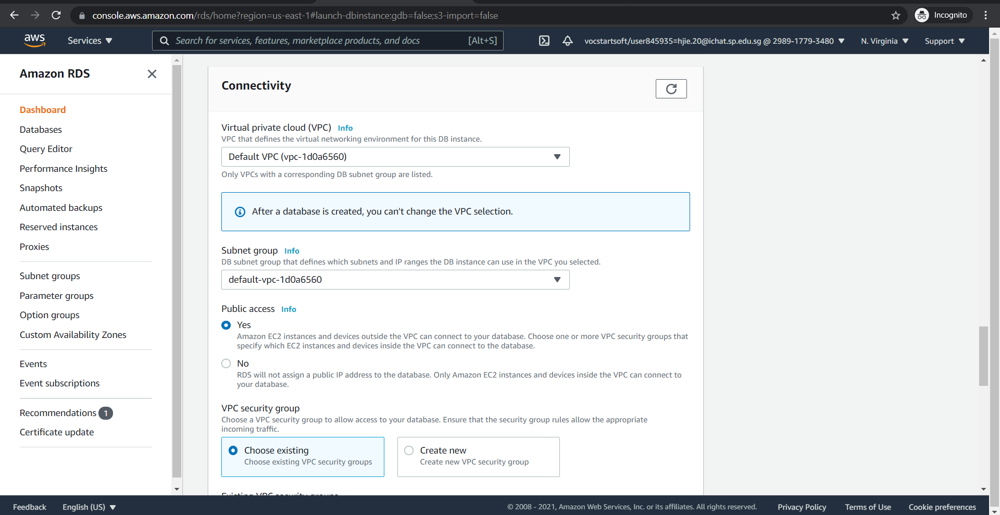 console.aws.amazon.com/rds/home?region=us-east-1#launch-dbinstance:gdb=false;s3-import=false
Incognito
aws
Services
Search for services, features, marketplace products, and docs
[Alt+S]
vocstartsoft/user845935=hjie.20@ichat.sp.edu.sg @ 2989-1779-3480
N. Virginia
Support
Amazon RDS
Dashboard
Databases
Query Editor
Performance Insights
Snapshots
Automated backups
Reserved instances
Proxies
Subnet groups
Parameter groups
Option groups
Custom Availability Zones
Events
Event subscriptions
Recommendations 1
Certificate update
Connectivity
Virtual private cloud (VPC) Info
VPC that defines the virtual networking environment for this DB instance.
Default VPC (vpc-1d0a6560)
Only VPCs with a corresponding DB subnet group are listed.
After a database is created, you can't change the VPC selection.
Subnet group Info
DB subnet group that defines which subnets and IP ranges the DB instance can use in the VPC you selected.
default-vpc-1d0a6560
Public access Info
Yes
Amazon EC2 instances and devices outside the VPC can connect to your database. Choose one or more VPC security groups that
specify which EC2 instances and devices inside the VPC can connect to the database.
No
RDS will not assign a public IP address to the database. Only Amazon EC2 instances and devices inside the VPC can connect to
your database.
VPC security group
Choose a VPC security group to allow access to your database. Ensure that the security group rules allow the appropriate
incoming traffic.
Choose existing
Choose existing VPC security groups
Create new
Create new VPC security group
Existing VPC security groups
Feedback
English (US)
© 2008 - 2021, Amazon Web Services, Inc. or its affiliates. All rights reserved.
Privacy Policy
Terms of Use
Cookie preferences